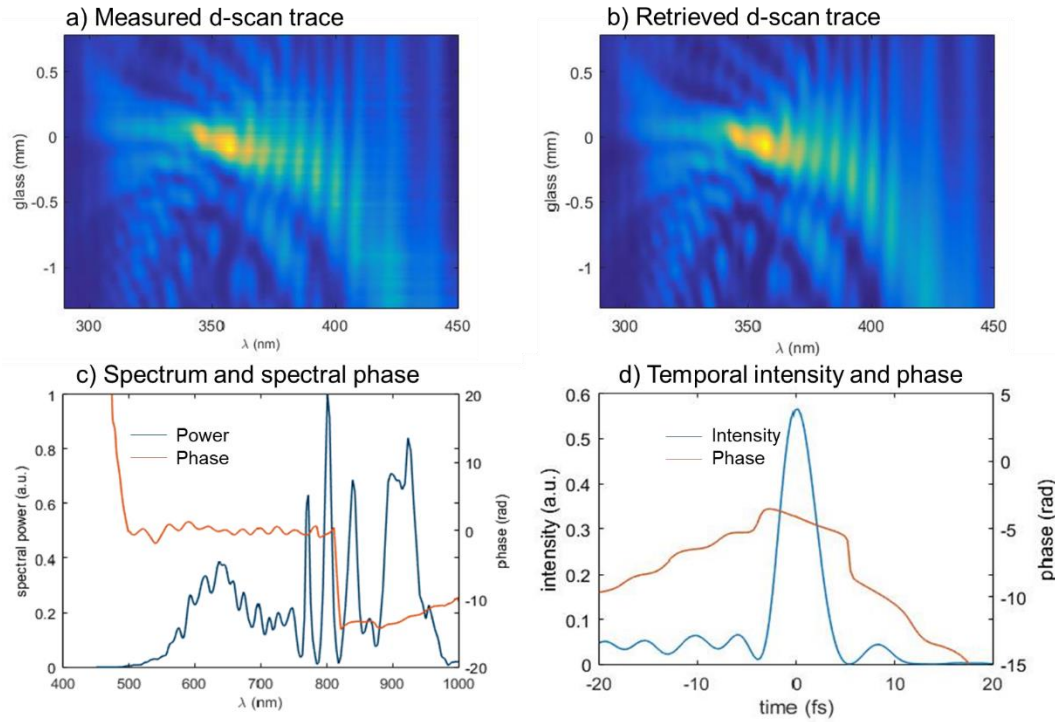 a) Measured d-scan trace
b) Retrieved d-scan trace
glass (mm)
0.5
0
-0.5
-1
300
350
400
450
λ (nm)
glass (mm)
0.5
0
-0.5
-1
300
350
400
450
λ (nm)
c) Spectrum and spectral phase
d) Temporal intensity and phase
spectral power (a.u.)
1
0.8
0.6
0.4
0.2
0
Power
Phase
20
10
0
-10
-20
phase (rad)
400
500
600
700
800
900
1000
λ (nm)
intensity (a.u.)
0.6
0.5
0.4
0.3
0.2
0.1
0
Intensity
Phase
5
0
-5
-10
-15
phase (rad)
-20
-10
0
10
20
time (fs)